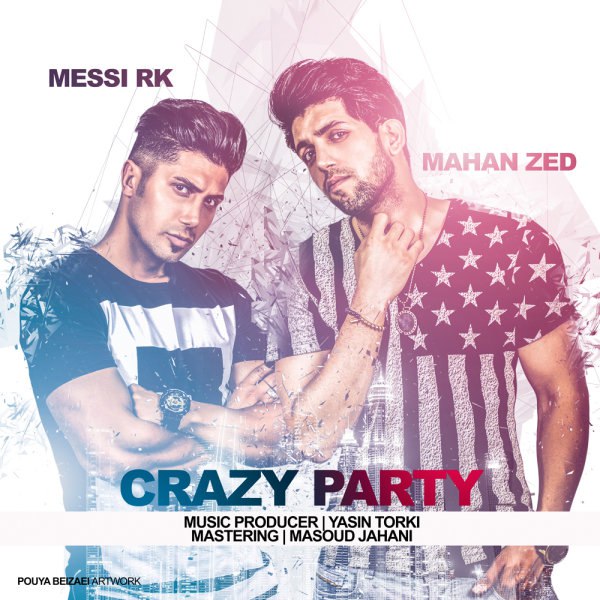 MESSI RK
MAHAN ZED
CRAZY PARTY
MUSIC PRODUCER | YASIN TORKI
MASTERING | MASOUD JAHANI
POUYA BEIZAEI ARTWORK